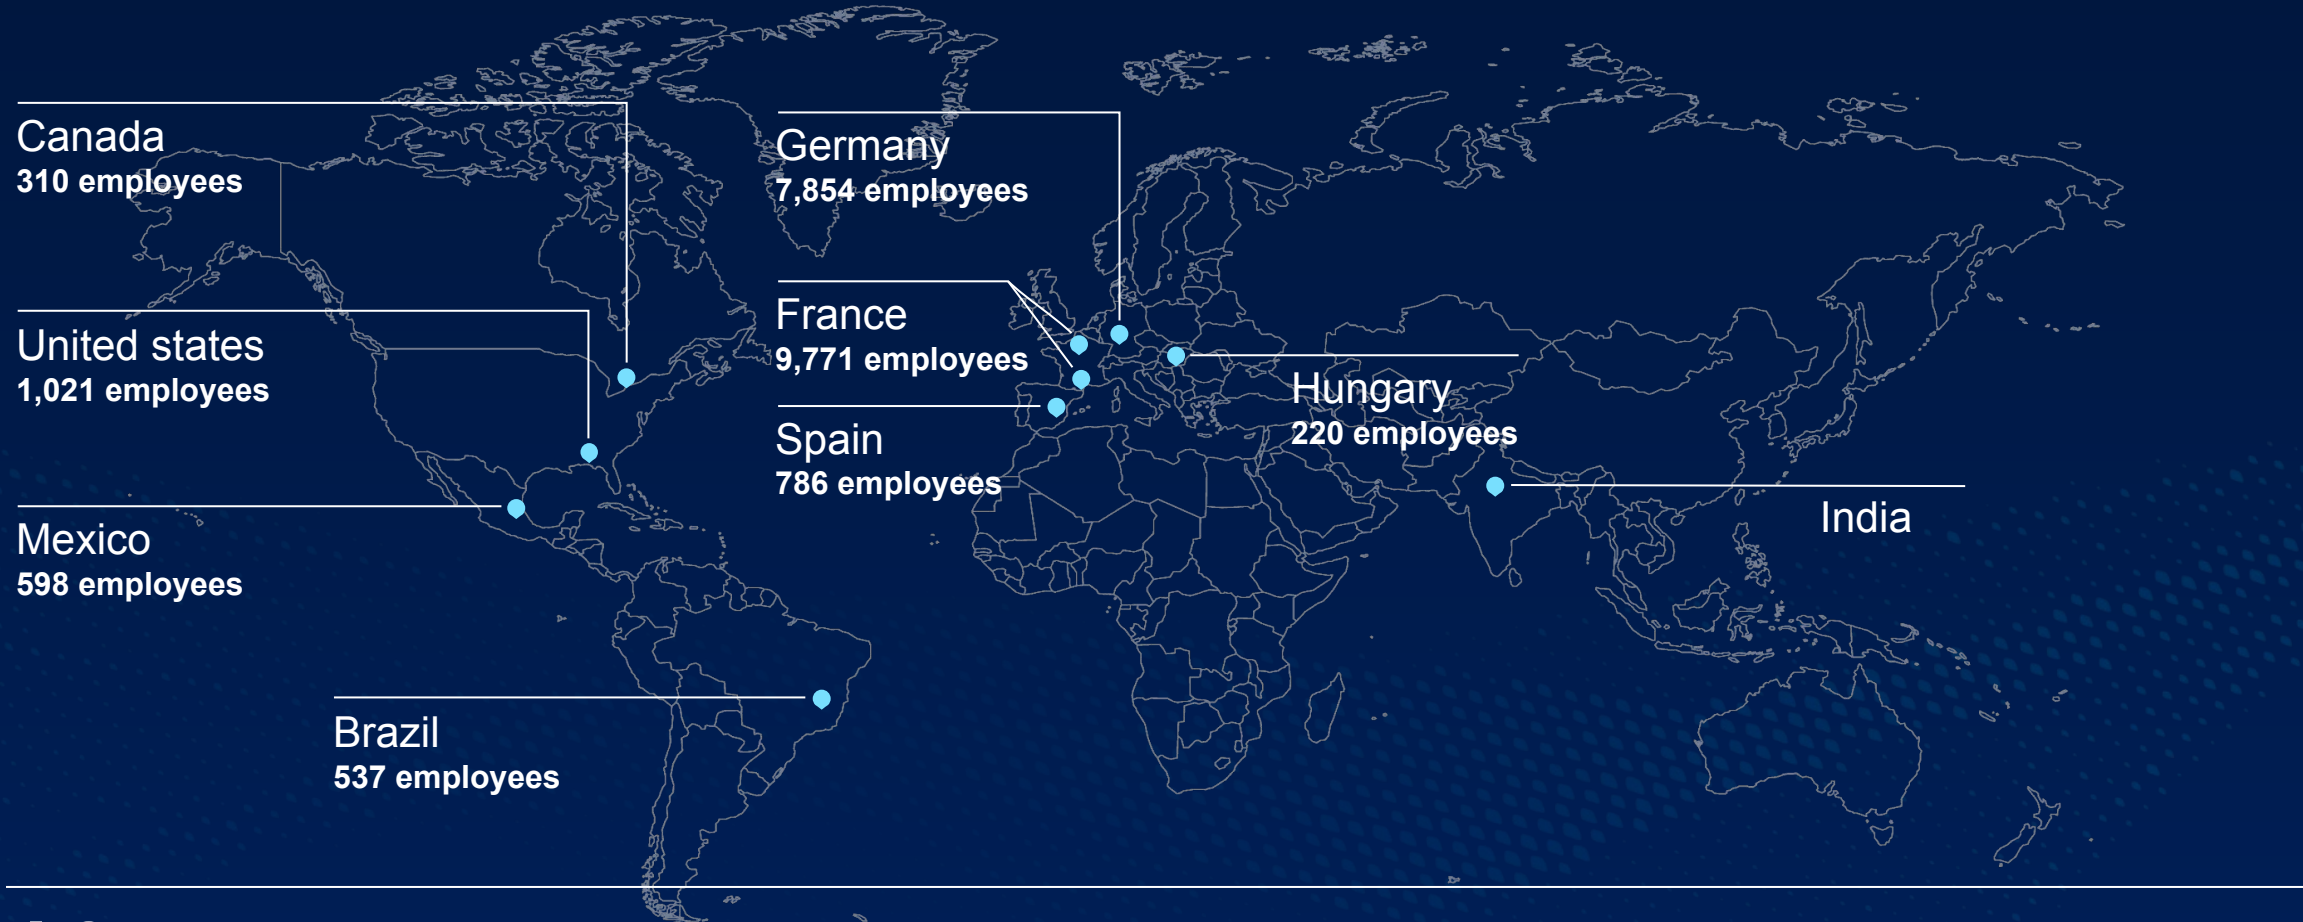 Canada
310 employees
United states
1,021 employees
Mexico
598 employees
Brazil
537 employees
Germany
7,854 employees
France
9,771 employees
Spain
786 employees
Hungary
220 employees
India